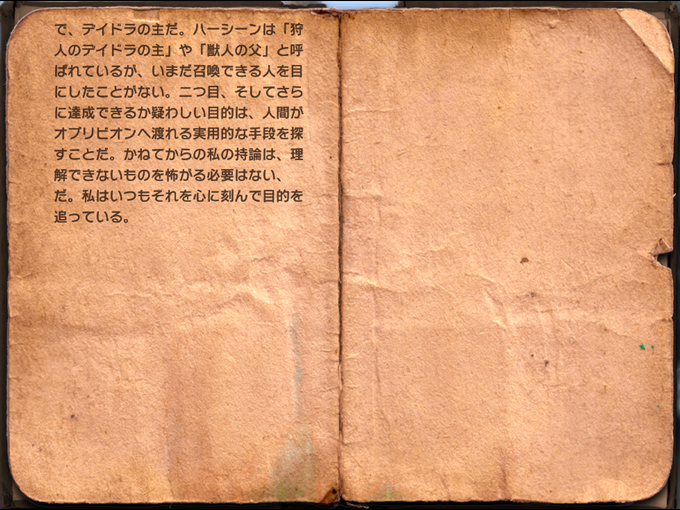 で、デイドラの主だ。ハーシーンは「狩
人のデイドラの主」や「獣人の父」と呼
ばれているが、いまだ召喚できる人を目
にしたことがない。二つ目、そしてさら
に達成できるか疑わしい目的は、人間が
オブリビオンへ渡れる実用的な手段を探
すことだ。かねてからの私の持論は、理
解できないものを怖がる必要はない、
だ。私はいつもそれを心に刻んで目的を
追っている。